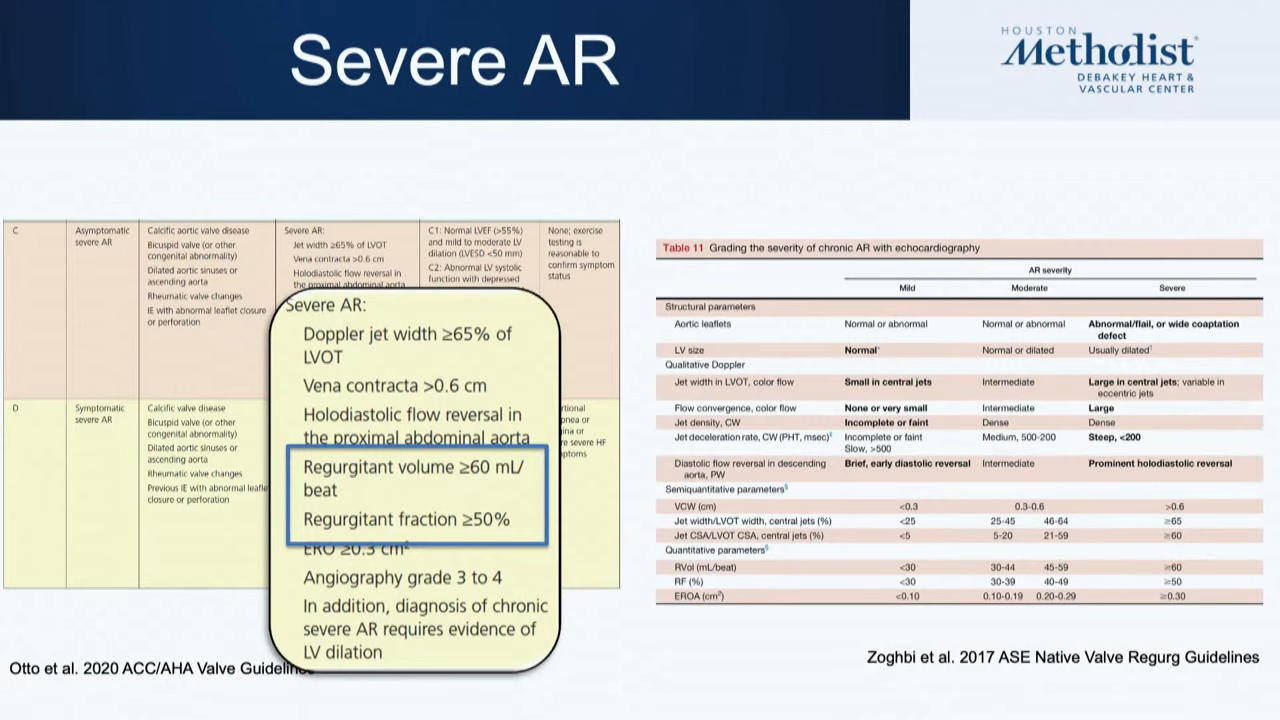 Severe AR
HOUSTON
Methodist®
DEBAKEY HEART &
VASCULAR CENTER
C
Asymptomatic
severe AR
Calcific aortic valve disease
Bicuspid valve (or other
congenital abnormality)
Dilated aortic sinuses or
ascending aorta
Rheumatic valve changes
IE with abnormal leaflet closure
or perforation
Severe AR:
Jet width ≥65% of LVOT
Vena contracta >0.6 cm
Holodiastolic flow reversal in
the proximal abdominal aorta
C1: Normal LVEF (>55%)
and mild to moderate LV
dilation (LVESD <50 mm)
C2: Abnormal LV systolic
function with depressed
None; exercise
testing is
reasonable to
confirm symptom
status
D
Symptomatic
severe AR
Calcific valve disease
Bicuspid valve (or other
congenital abnormality)
Dilated aortic sinuses or
ascending aorta
Rheumatic valve changes
Previous IE with abnormal
closure or perforation
Severe AR:
Doppler jet width ≥65% of
LVOT
Vena contracta >0.6 cm
Holodiastolic flow reversal in
the proximal abdominal aorta
Regurgitant volume ≥60 mL/
beat
Regurgitant fraction ≥50%
ERO ≥0.3 cm²
Angiography grade 3 to 4
In addition, diagnosis of chronic
severe AR requires evidence of
LV dilation
or
severe HF
Otto et al. 2020 ACC/AHA Valve Guidelines
Table 11 Grading the severity of chronic AR with echocardiography
AR severity
Mild Moderate Severe
Structural parameters
Aortic leaflets Normal or abnormal Normal or abnormal Abnormal/flail, or wide coaptation
defect
LV size Normal* Normal or dilated Usually dilated†
Qualitative Doppler
Jet width in LVOT, color flow Small in central jets Intermediate Large in central jets; variable in
eccentric jets
Flow convergence, color flow None or very small Intermediate Large
Jet density, CW Incomplete or faint Dense Dense
Jet deceleration rate, CW (PHT, msec)‡ Incomplete or faint Medium, 500-200 Steep, <200
Slow, >500
Diastolic flow reversal in descending Brief, early diastolic reversal Intermediate Prominent holodiastolic reversal
aorta, PW
Semiquantitative parameters§
VCW (cm) <0.3 0.3-0.6 >0.6
Jet width/LVOT width, central jets (%) <25 25-45 46-64 ≥65
Jet CSA/LVOT CSA, central jets (%) <5 5-20 21-59 ≥60
Quantitative parameters§
RVol (mL/beat) <30 30-44 45-59 ≥60
RF (%) <30 30-39 40-49 ≥50
EROA (cm²) <0.10 0.10-0.19 0.20-0.29 ≥0.30
Zoghbi et al. 2017 ASE Native Valve Regurg Guidelines